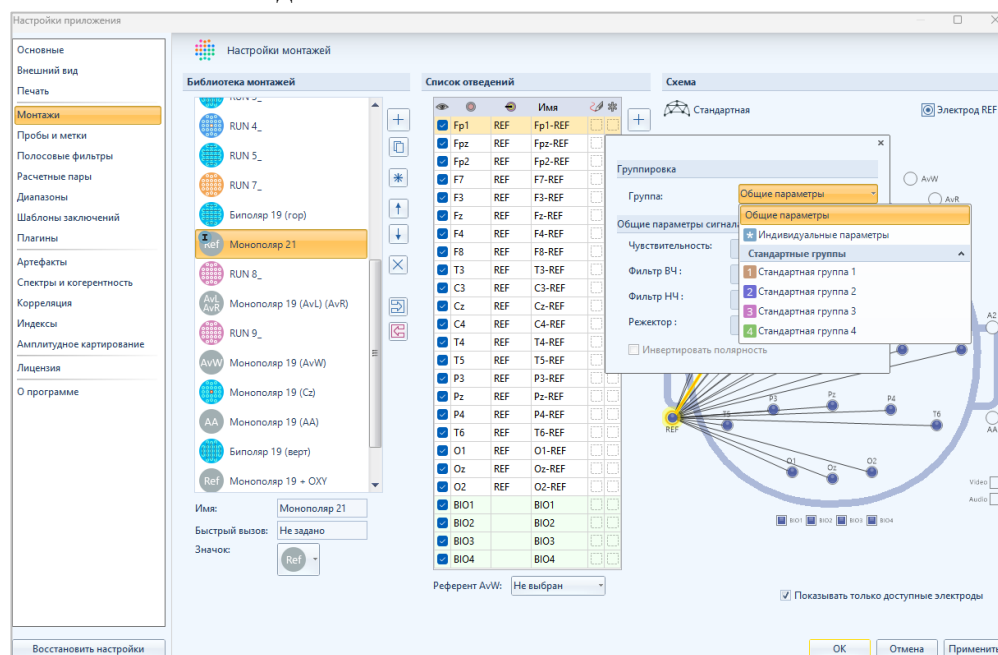 Настройки приложения
Основные
Внешний вид
Печать
Монтажи
Пробы и метки
Полосовые фильтры
Расчетные пары
Диапазоны
Шаблоны заключений
Плагины
Артефакты
Спектры и когерентность
Корреляция
Индексы
Амплитудное картирование
Лицензия
О программе
Восстановить настройки
Настройки монтажей
Библиотека монтажей
RUN 4_
RUN 5_
RUN 7_
Биполяр 19 (гор)
Ref Монополяр 21
RUN 8_
AvL AvR Монополяр 19 (AvL) (AvR)
RUN 9_
AvW Монополяр 19 (AvW)
Монополяр 19 (Cz)
AA Монополяр 19 (AA)
Биполяр 19 (верт)
Ref Монополяр 19 + OXY
Имя: Монополяр 21
Быстрый вызов: Не задано
Значок: Ref
Список отведений
Имя
Fp1 REF Fp1-REF
Fpz REF Fpz-REF
Fp2 REF Fp2-REF
F7 REF F7-REF
F3 REF F3-REF
Fz REF Fz-REF
F4 REF F4-REF
F8 REF F8-REF
T3 REF T3-REF
C3 REF C3-REF
Cz REF Cz-REF
C4 REF C4-REF
T4 REF T4-REF
T5 REF T5-REF
P3 REF P3-REF
Pz REF Pz-REF
P4 REF P4-REF
T6 REF T6-REF
O1 REF O1-REF
Oz REF Oz-REF
O2 REF O2-REF
BIO1 BIO1
BIO2 BIO2
BIO3 BIO3
BIO4 BIO4
Референт AvW: Не выбран
Схема
Стандартная
Электрод REF
AvW
AvR
Группировка
Группа: Общие параметры
Общие параметры
Индивидуальные параметры
Стандартные группы
1 Стандартная группа 1
2 Стандартная группа 2
3 Стандартная группа 3
4 Стандартная группа 4
Общие параметры сигнала
Чувствительность:
Фильтр ВЧ :
Фильтр НЧ :
Режектор :
Инвертировать полярность
A2
P3 Pz P4
REF T5 T6
AA
O1 Oz O2
Video
Audio
BIO1 BIO2 BIO3 BIO4
Показывать только доступные электроды
ОК Отмена Применить